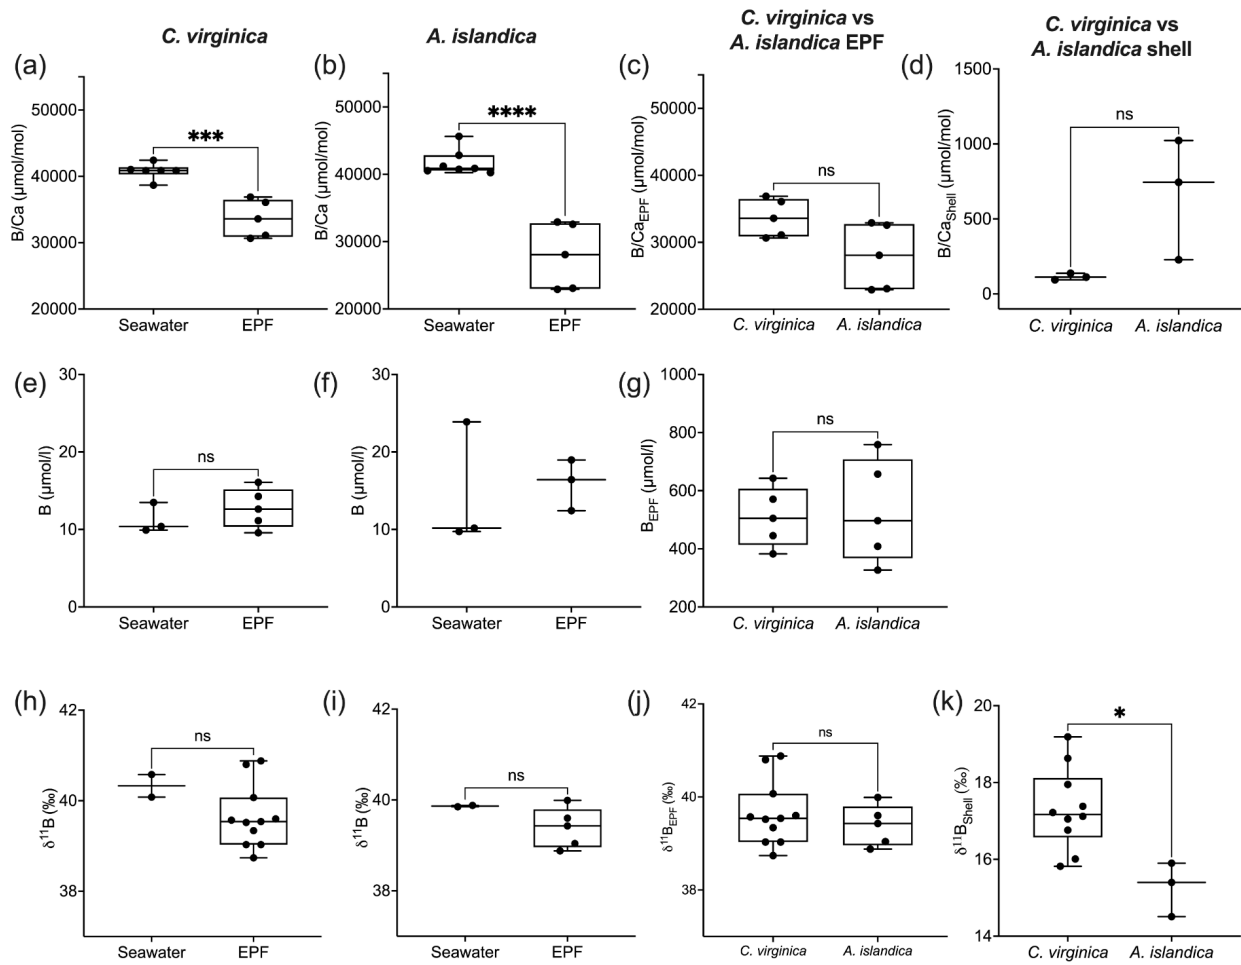 C. virginica
A. islandica
C. virginica vs
A. islandica EPF
C. virginica vs
A. islandica shell
(a)
B/Ca (μmol/mol)
50000
40000
30000
20000
***
Seawater
EPF
(b)
B/Ca (μmol/mol)
50000
40000
30000
20000
****
Seawater
EPF
(c)
B/CaEPF (μmol/mol)
50000
40000
30000
20000
ns
C. virginica
A. islandica
(d)
B/CaShell (μmol/mol)
1500
1000
500
0
ns
C. virginica
A. islandica
(e)
B (μmol/l)
30
20
10
0
ns
Seawater
EPF
(f)
B (μmol/l)
30
20
10
0
Seawater
EPF
(g)
BEPF (μmol/l)
1000
800
600
400
200
ns
C. virginica
A. islandica
(h)
δ11B (‰)
42
40
38
ns
Seawater
EPF
(i)
δ11B (‰)
42
40
38
ns
Seawater
EPF
(j)
δ11BEPF (‰)
42
40
38
ns
C. virginica
A. islandica
(k)
δ11BShell (‰)
20
18
16
14
*
C. virginica
A. islandica